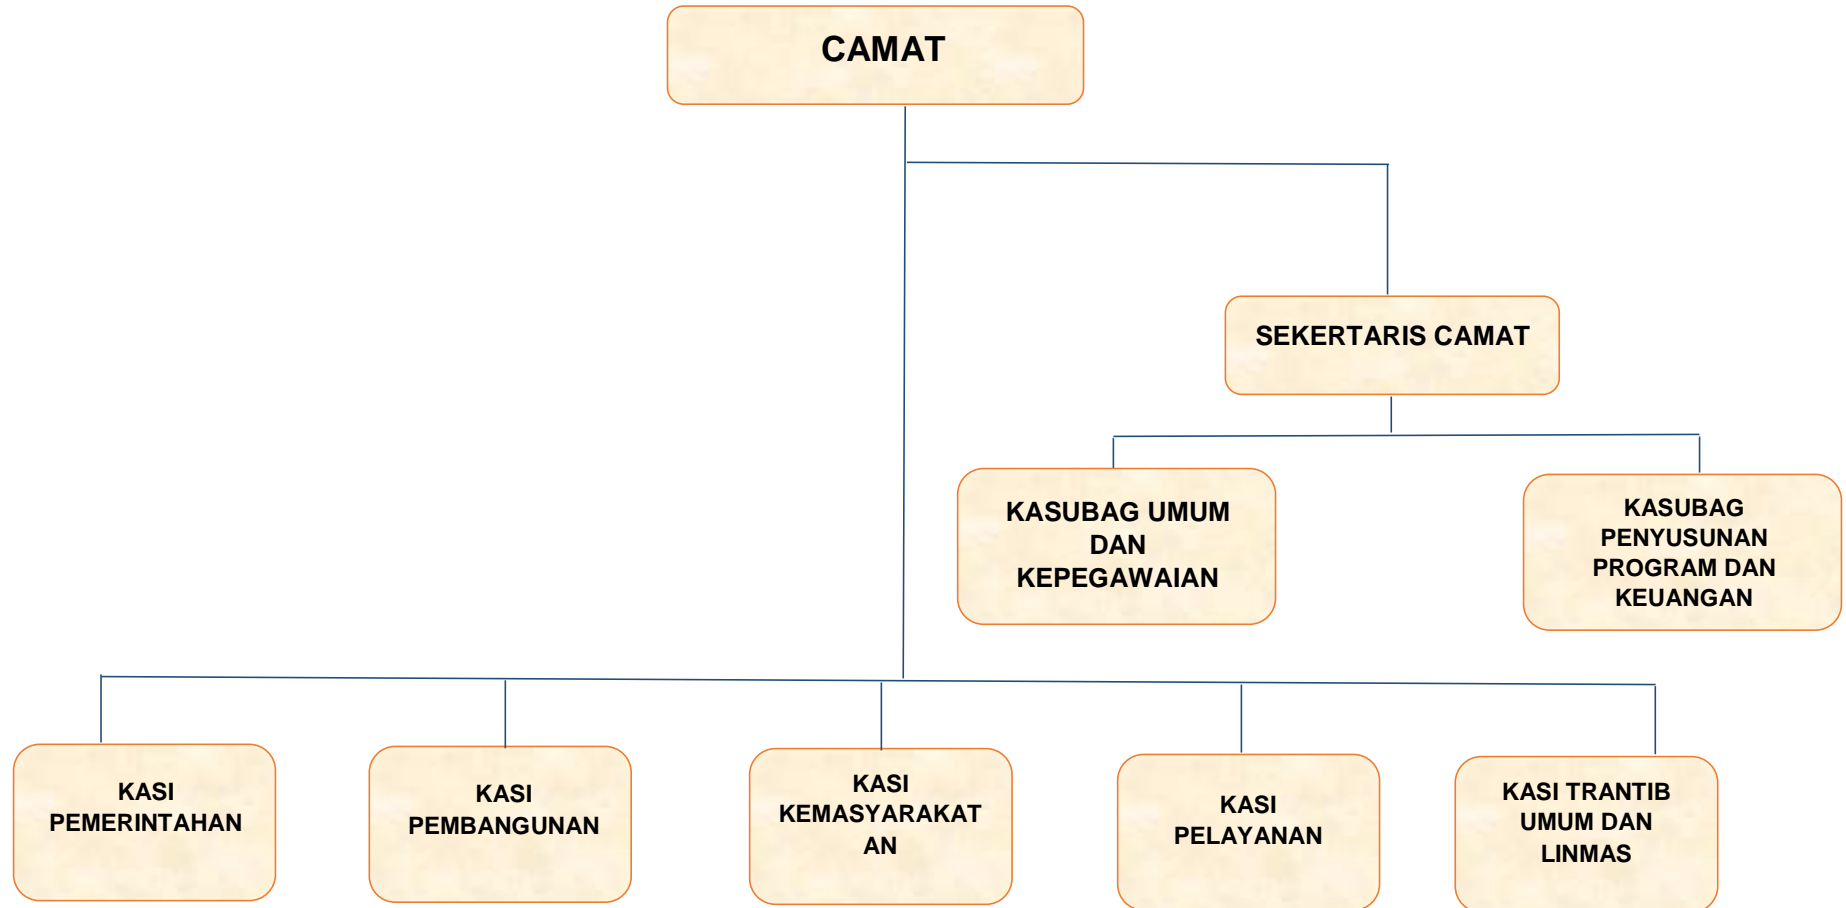 CAMAT
SEKERTARIS CAMAT
KASUBAG UMUM
DAN
KEPEGAWAIAN
KASUBAG
PENYUSUNAN
PROGRAM DAN
KEUANGAN
KASI
PEMERINTAHAN
KASI
PEMBANGUNAN
KASI
KEMASYARAKAT
AN
KASI
PELAYANAN
KASI TRANTIB
UMUM DAN
LINMAS